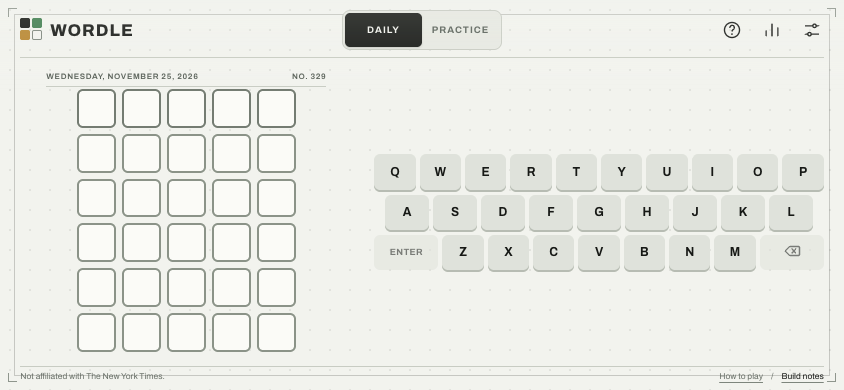 WORDLE
DAILY PRACTICE
WEDNESDAY, NOVEMBER 25, 2026 NO. 329
Q W E R T Y U I O P
A S D F G H J K L
ENTER Z X C V B N M
Not affiliated with The New York Times.
How to play / Build notes